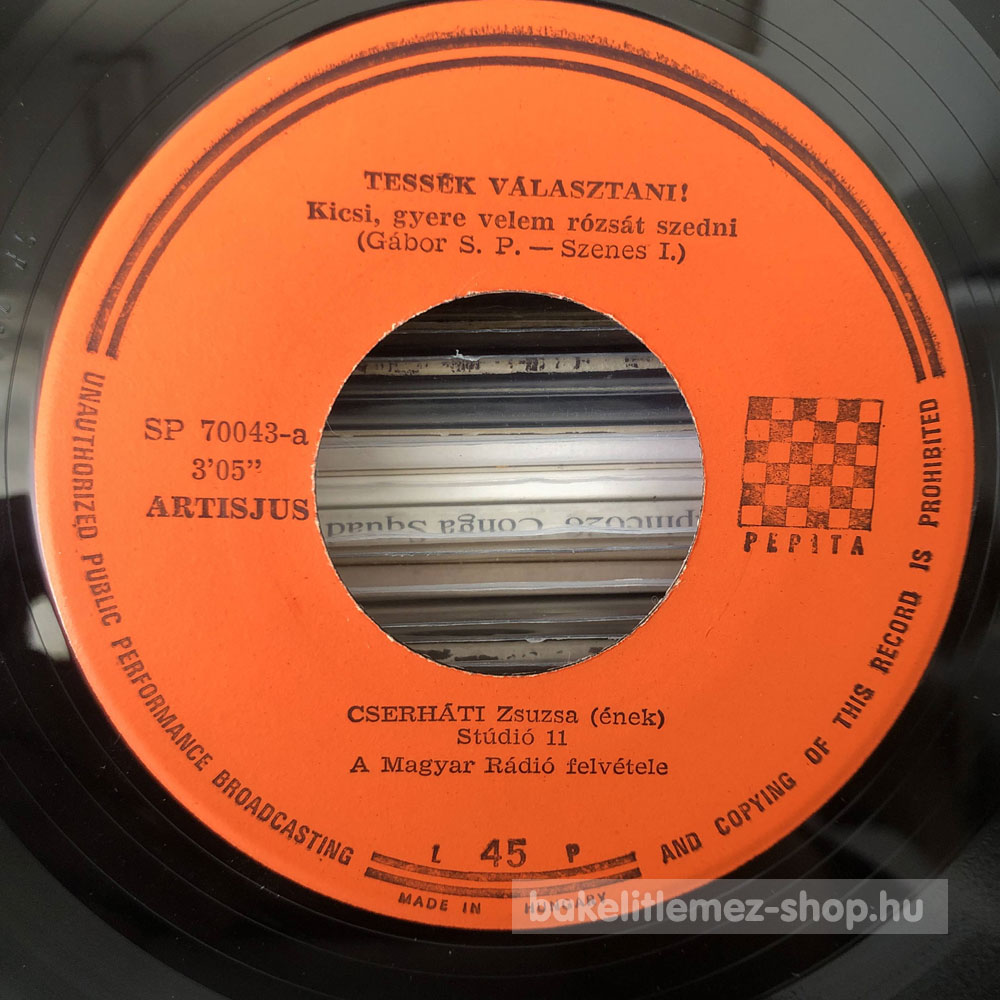 TESSÉK VÁLASZTANI!
Kicsi, gyere velem rózsát szedni
(Gábor S. P. — Szenes I.)
SP 70043-a
3'05”
ARTISJUS
PEPITA
Conga Squad
CSERHÁTI Zsuzsa (ének)
Stúdió 11
A Magyar Rádió felvétele
L 45 P
MADE IN HUNGARY
UNAUTHORIZED PUBLIC PERFORMANCE BROADCASTING AND COPYING OF THIS RECORD IS PROHIBITED
bakelitlemez-shop.hu